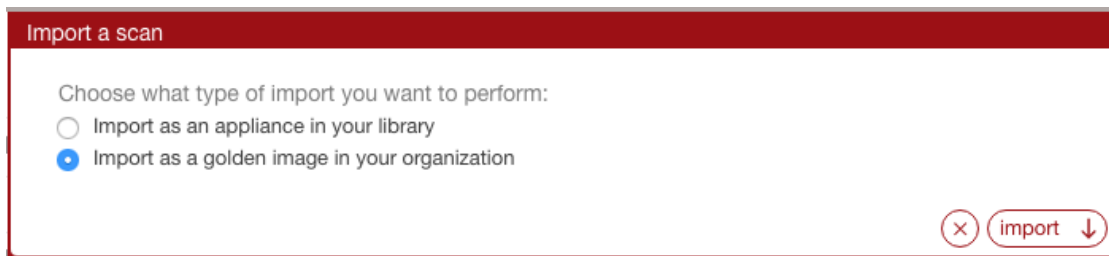 Import a scan
Choose what type of import you want to perform:
Import as an appliance in your library
Import as a golden image in your organization
import